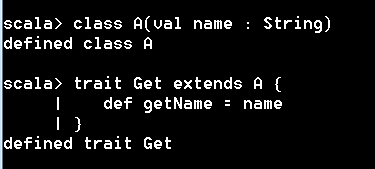 scala> class A(val name : String)
defined class A
scala> trait Get extends A {
     |    def getName = name
     | }
defined trait Get